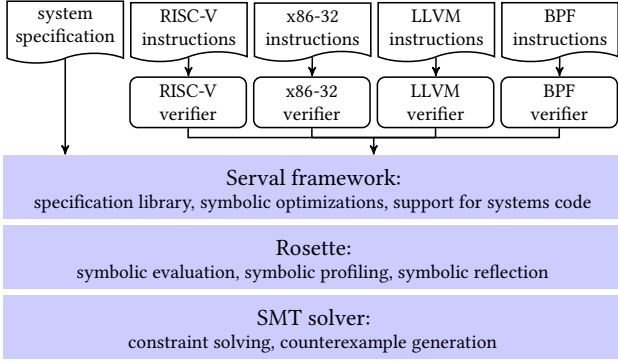 system
specification
RISC-V
instructions
x86-32
instructions
LLVM
instructions
BPF
instructions
RISC-V
verifier
x86-32
verifier
LLVM
verifier
BPF
verifier
Serval framework:
specification library, symbolic optimizations, support for systems code
Rosette:
symbolic evaluation, symbolic profiling, symbolic reflection
SMT solver:
constraint solving, counterexample generation